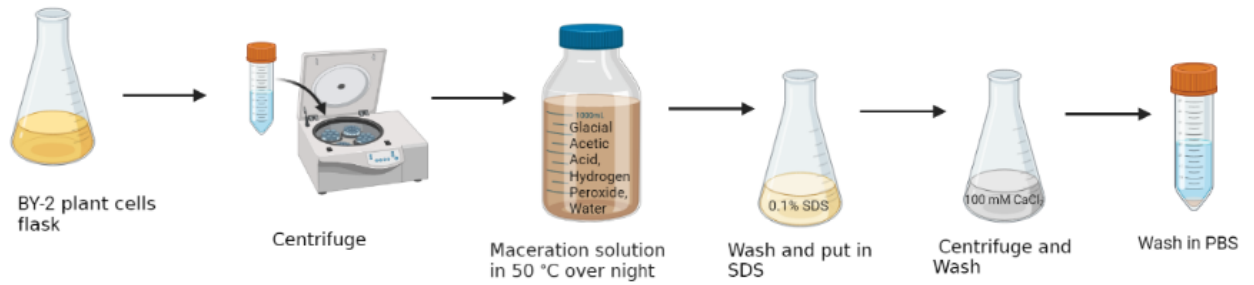 BY-2 plant cells
flask
Centrifuge
1000mL
Glacial
Acetic
Acid,
Hydrogen
Peroxide,
Water
Maceration solution
in 50 °C over night
0.1% SDS
Wash and put in
SDS
100 mM CaCl₂
Centrifuge and
Wash
Wash in PBS